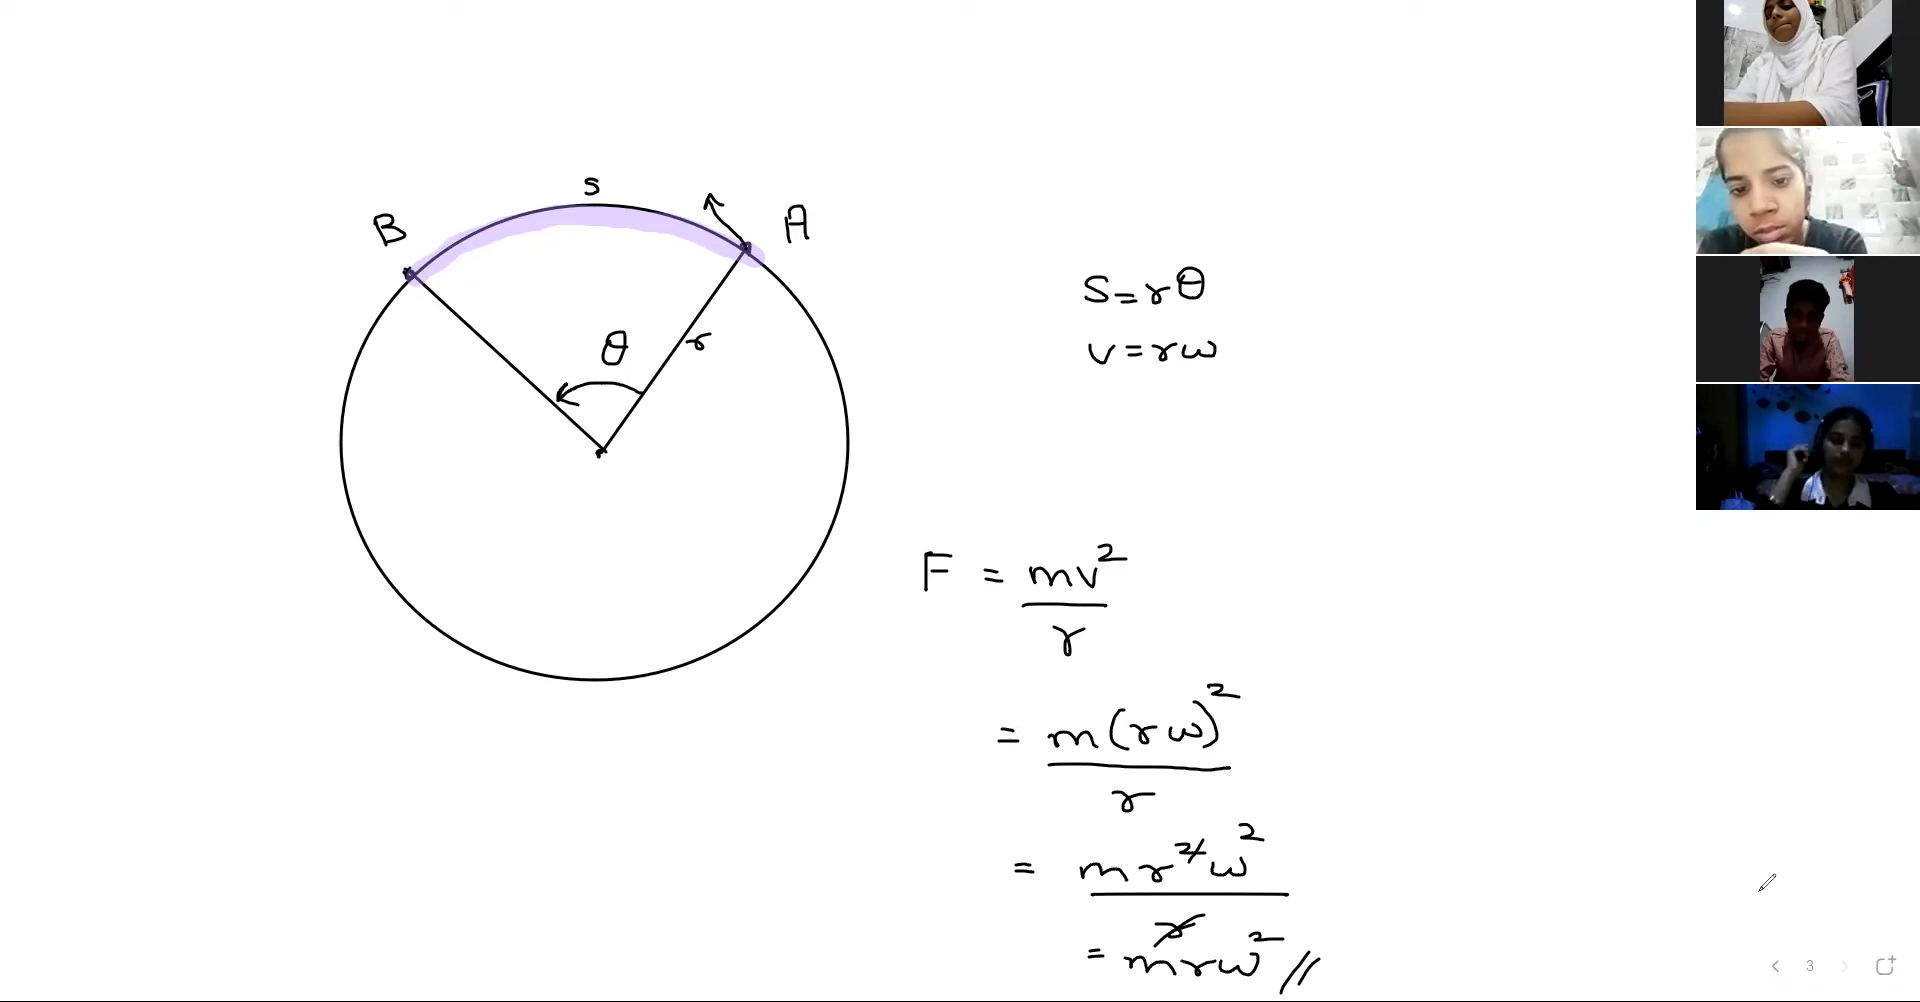 s
B
A
θ
r
s=rθ
v=rω
F = mv²
r
= m(rω)²
r
= mr²ω²
r
= mrω² //
3